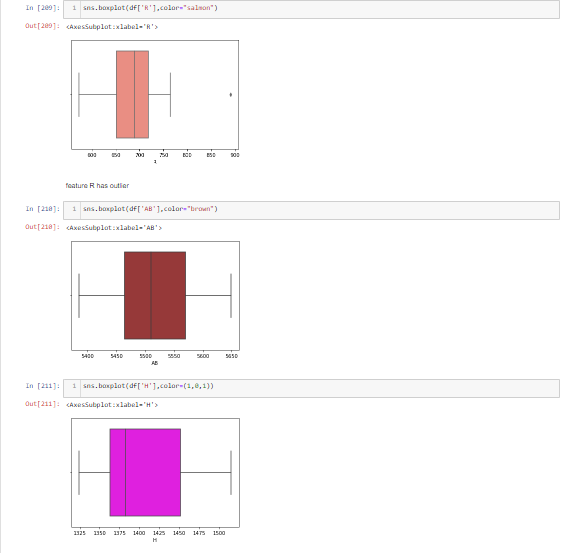 In [209]: 1 sns.boxplot(df['R'],color="salmon")
Out[209]: <AxesSubplot:xlabel='R'>
600 650 700 750 800 850 900
feature R has outlier
In [210]: 1 sns.boxplot(df['AB'],color="brown")
Out[210]: <AxesSubplot:xlabel='AB'>
5400 5450 5500 5550 5600 5650
AB
In [211]: 1 sns.boxplot(df['H'],color=(1,0,1))
Out[211]: <AxesSubplot:xlabel='H'>
1325 1350 1375 1400 1425 1450 1475 1500
H